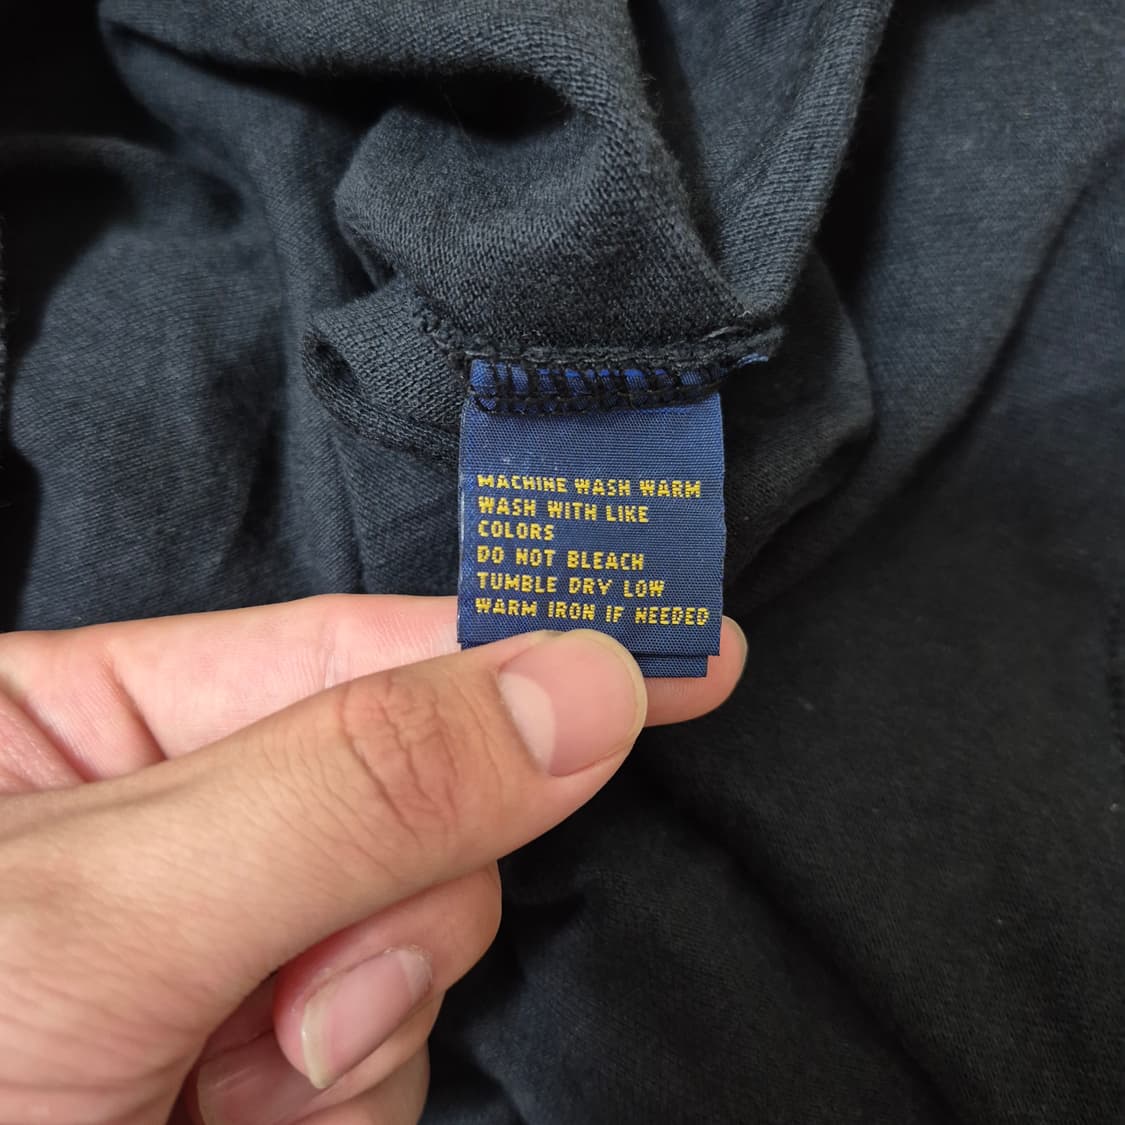 MACHINE WASH WARM
WASH WITH LIKE
COLORS
DO NOT BLEACH
TUMBLE DRY LOW
WARM IRON IF NEEDED